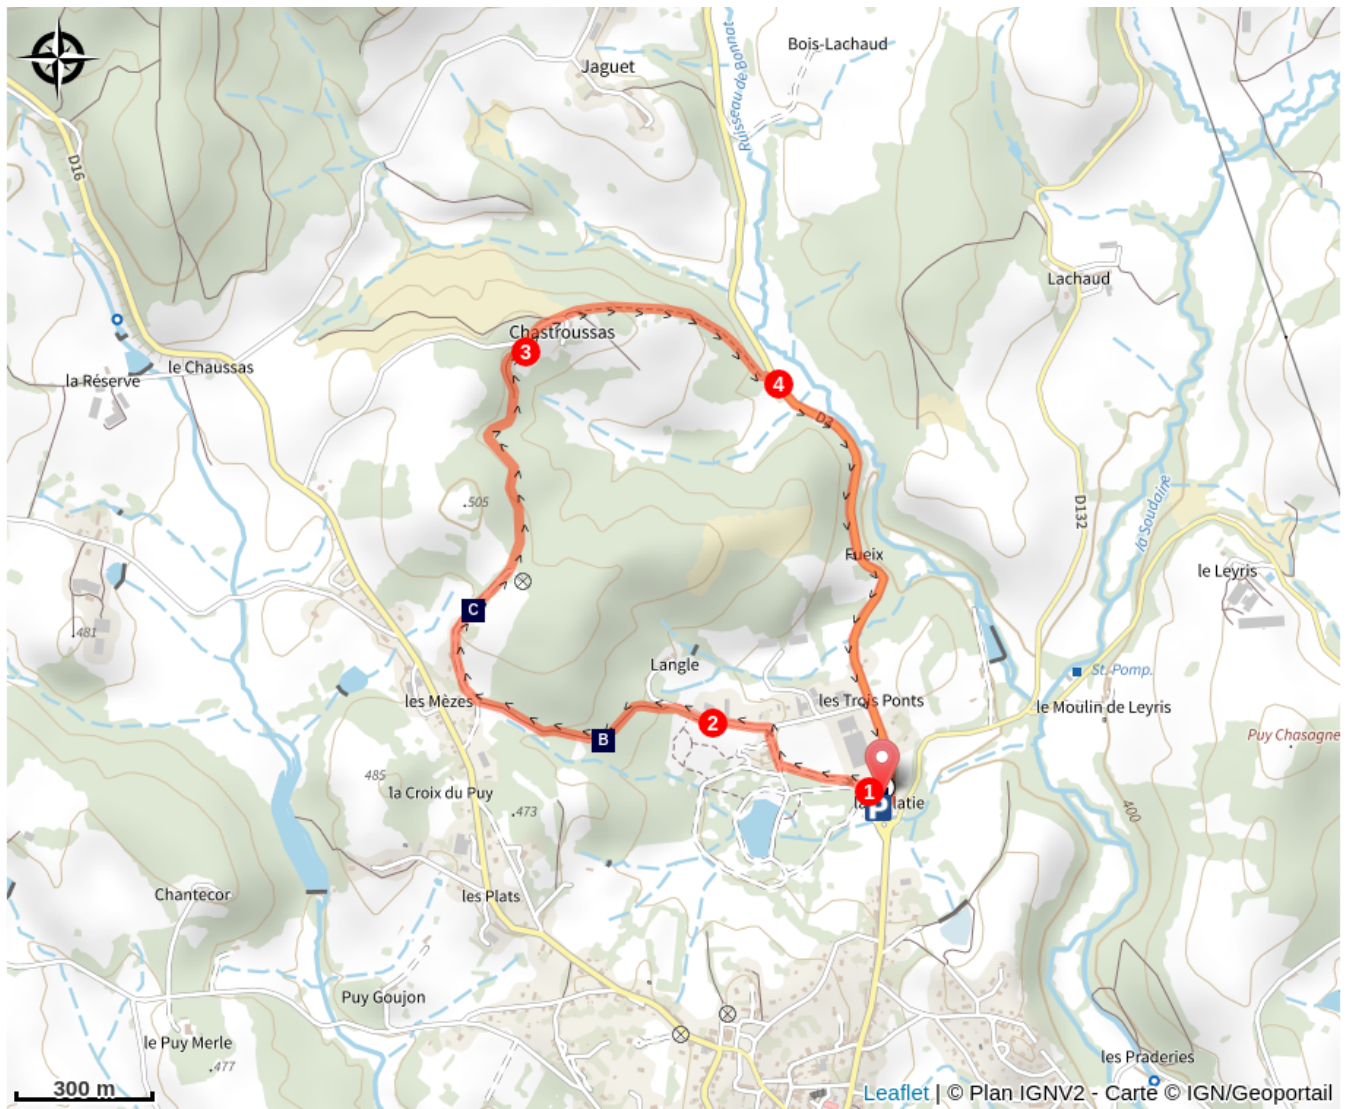 Bois-Lachaud
Jaguet
Ruisseau de Bonnat
D16
Lachaud
Chastroussas
3
le Chaussas
la Réserve
4
D3
505
D132
la Soudaine
Fueix
le Leyris
C
481
Langle
St. Pomp.
les Mèzes
les Trois Ponts
le Moulin de Leyris
2
B
Puy Chasagne
485
la Croix du Puy
1
P
473
400
Chantecor
les Plats
Puy Goujon
le Puy Merle
les Praderies
477
300 m
Leaflet | © Plan IGNV2 - Carte © IGN/Geoportail